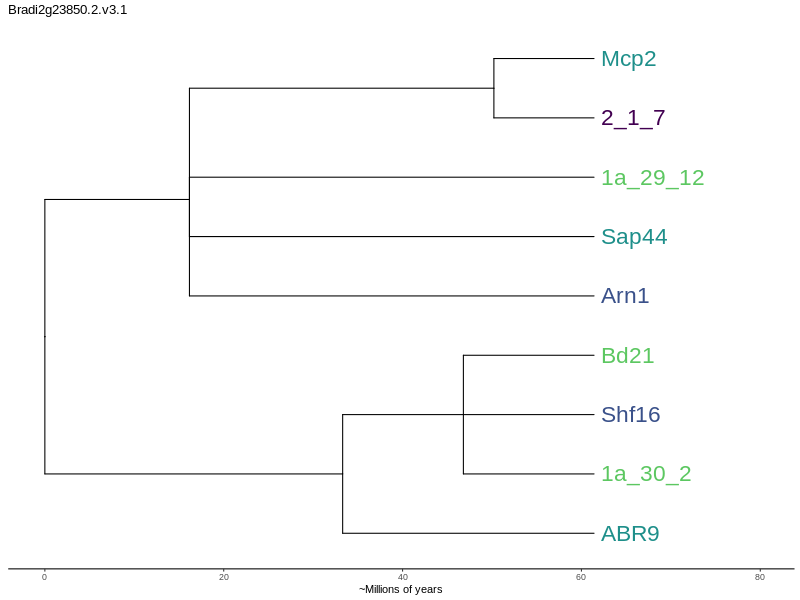 Bradi2g23850.2.v3.1
Mcp2
2_1_7
1a_29_12
Sap44
Arn1
Bd21
Shf16
1a_30_2
ABR9
0 20 40 60 80
~Millions of years